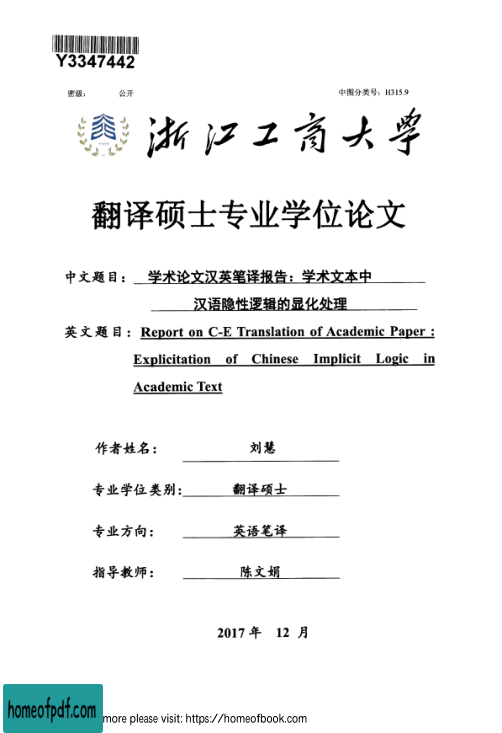 Y3347442
密级： 公开 中图分类号：H315.9
浙江工商大学
翻译硕士专业学位论文
中文题目： 学术论文汉英笔译报告：学术文本中
汉语隐性逻辑的显化处理
英文题目：Report on C-E Translation of Academic Paper :
Explicitation of Chinese Implicit Logic in
Academic Text
作者姓名： 刘慧
专业学位类别： 翻译硕士
专业方向： 英语笔译
指导教师： 陈文娟
2017 年 12 月
homeofpdf.com
more please visit: https://homeofbook.com